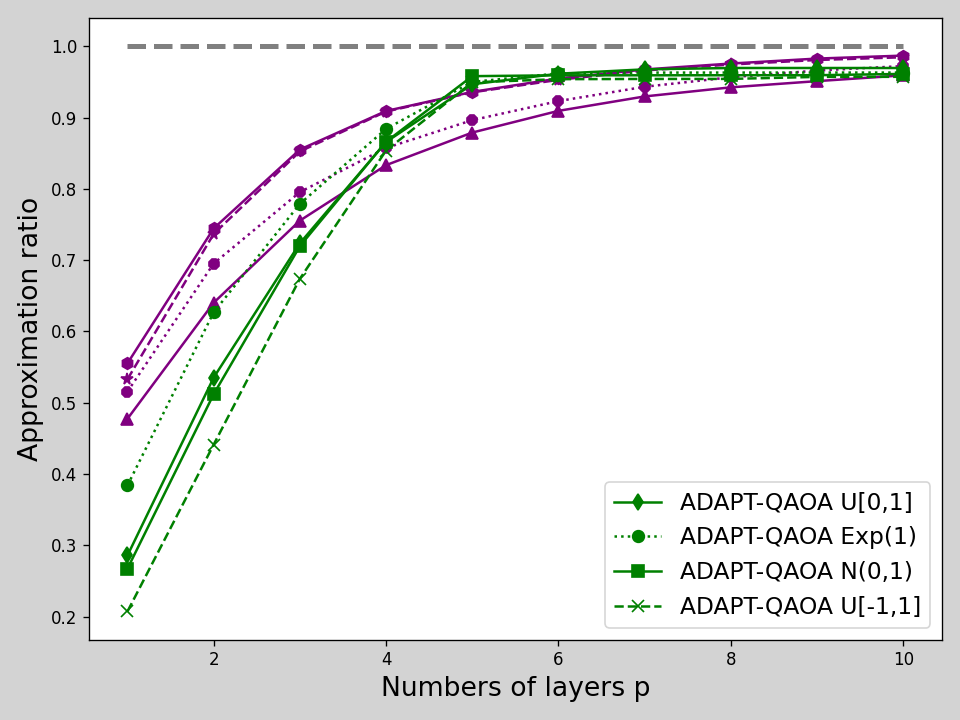 1.0
0.9
0.8
0.7
0.6
0.5
0.4
0.3
0.2
Approximation ratio
ADAPT-QAOA U[0,1]
ADAPT-QAOA Exp(1)
ADAPT-QAOA N(0,1)
ADAPT-QAOA U[-1,1]
2 4 6 8 10
Numbers of layers p